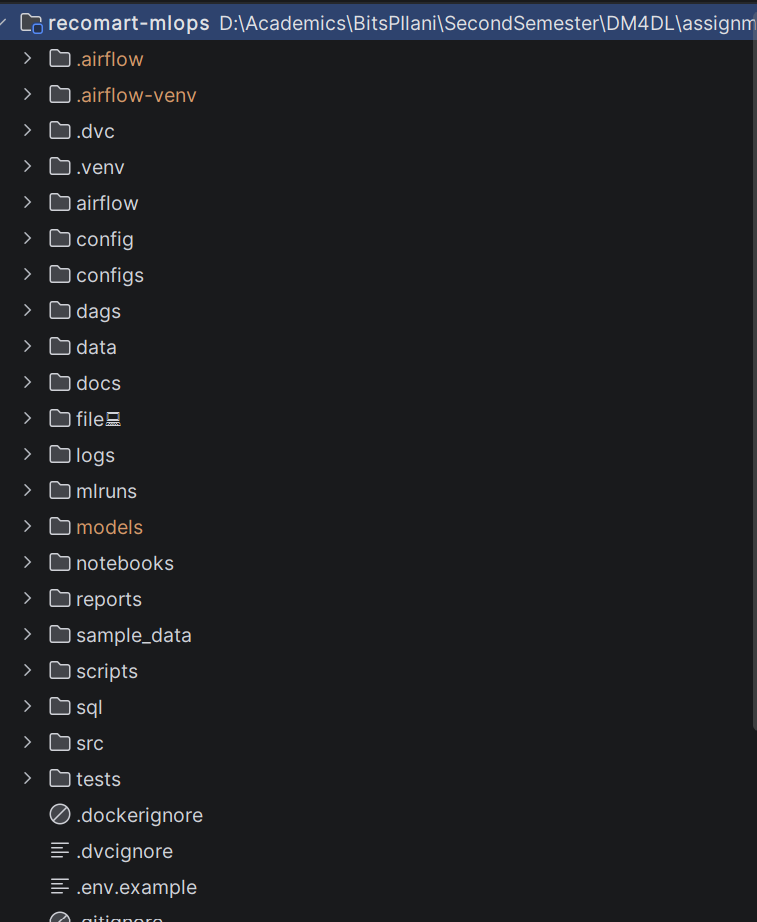 recomart-mlops D:\Academics\BitsPIlani\SecondSemester\DM4DL\assignm
.airflow
.airflow-venv
.dvc
.venv
airflow
config
configs
dags
data
docs
file💻
logs
mlruns
models
notebooks
reports
sample_data
scripts
sql
src
tests
.dockerignore
.dvcignore
.env.example
.gitignore